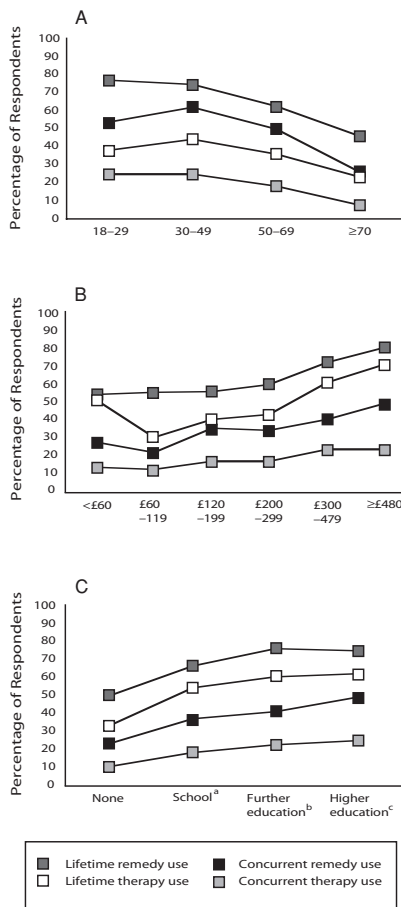 A
Percentage of Respondents
100
90
80
70
60
50
40
30
20
10
0
18–29 30–49 50–69 ≥70
B
Percentage of Respondents
100
90
80
70
60
50
40
30
20
10
0
<£60 £60 £120 £200 £300 ≥£480
–119 –199 –299 –479
C
Percentage of Respondents
100
90
80
70
60
50
40
30
20
10
0
None School^a Further Higher
education^b education^c
Lifetime remedy use Concurrent remedy use
Lifetime therapy use Concurrent therapy use